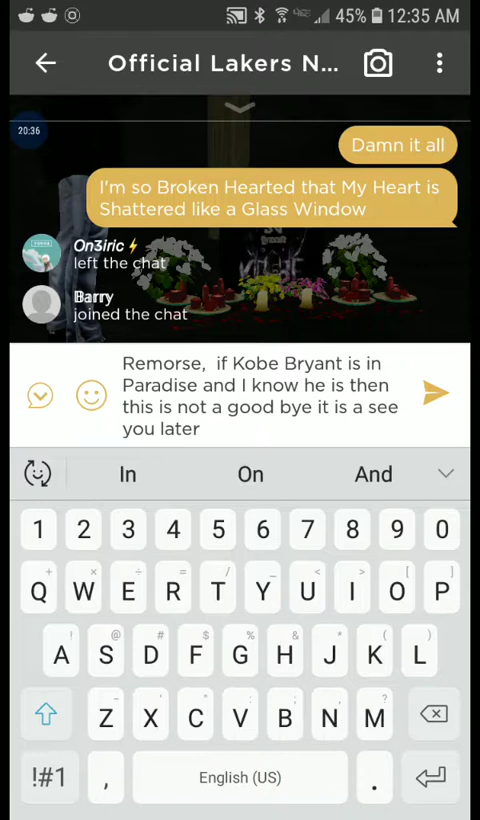 45% 12:35 AM
Official Lakers N...
20:36
Damn it all
I'm so Broken Hearted that My Heart is
Shattered like a Glass Window
On3iric⚡
left the chat
Barry
joined the chat
Remorse,  if Kobe Bryant is in
Paradise and I know he is then
this is not a good bye it is a see
you later
In On And
1 2 3 4 5 6 7 8 9 0
+ × ÷ = / _ < > [ ]
Q W E R T Y U I O P
! @ # $ % ^ & * ( )
A S D F G H J K L
- ' " : ; , ?
Z X C V B N M
!#1 , English (US) .